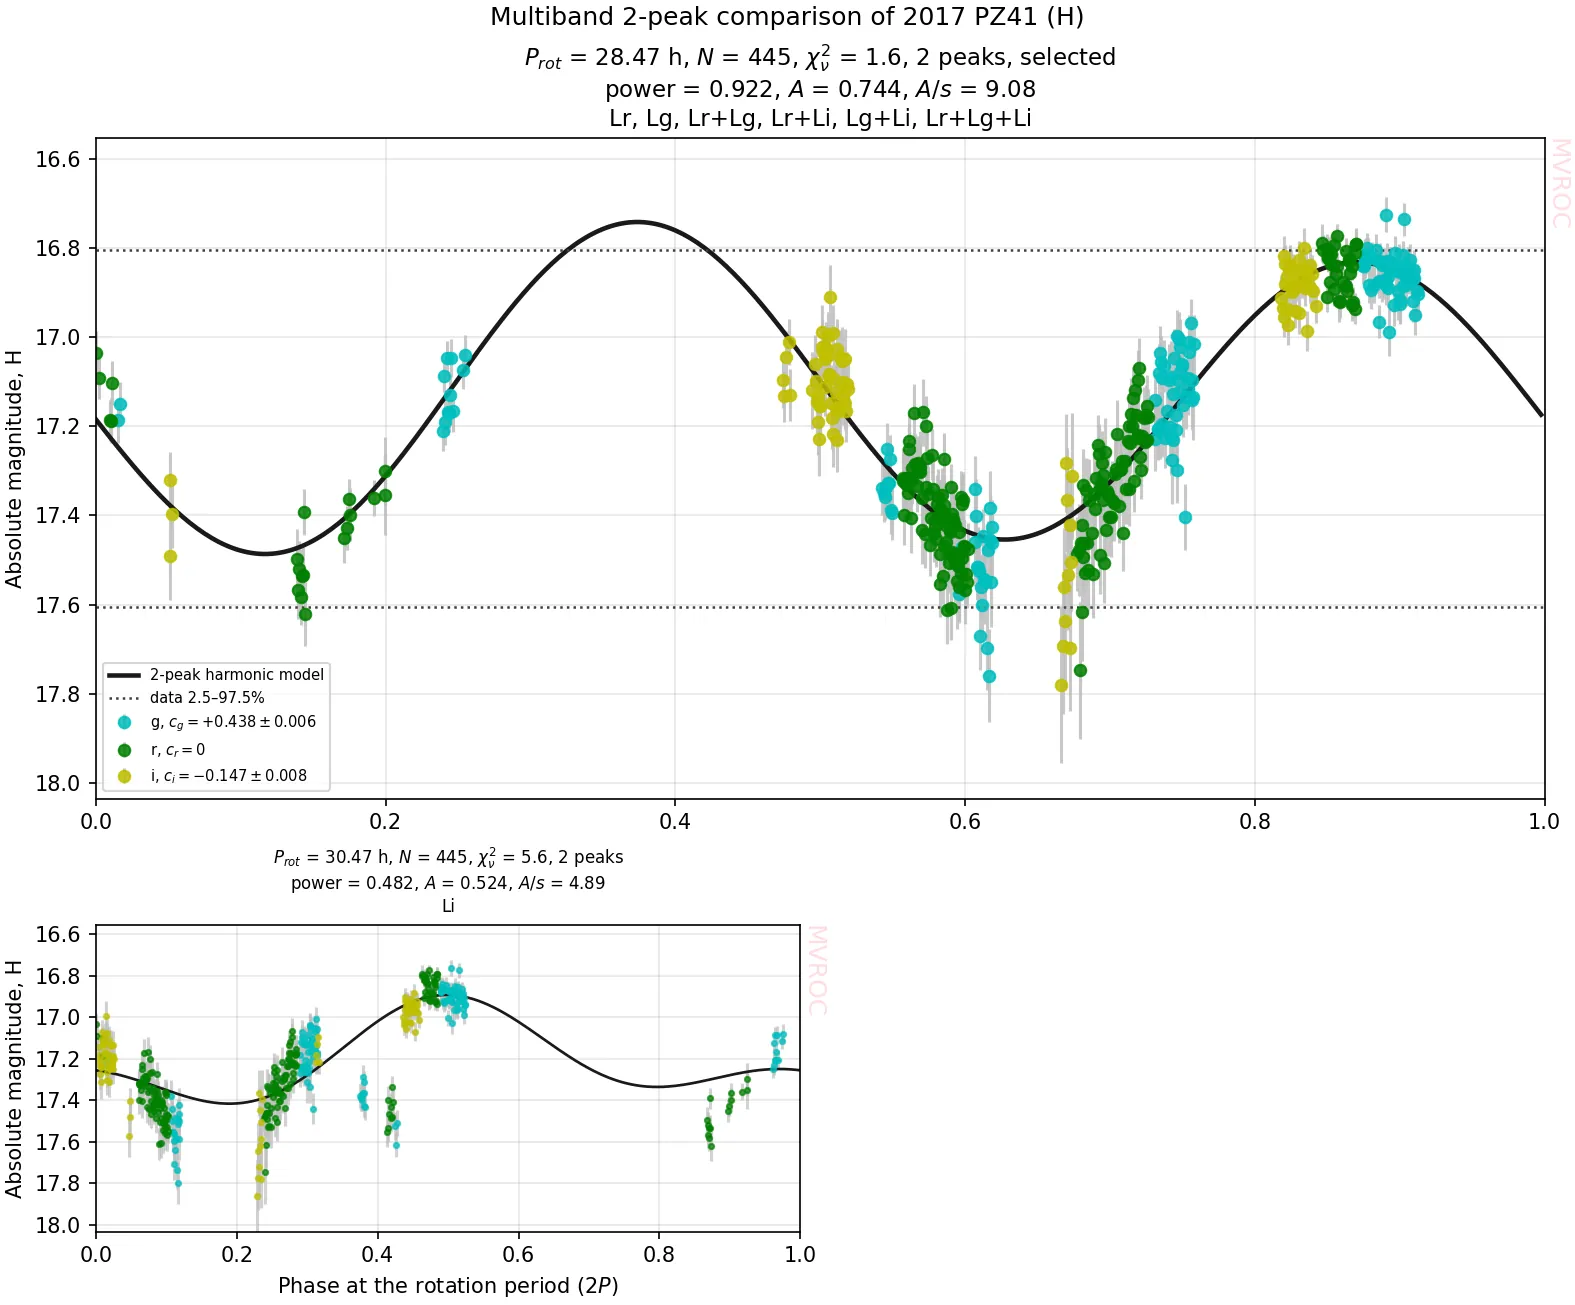 Multiband 2-peak comparison of 2017 PZ41 (H)
P_rot = 28.47 h, N = 445, χ²_ν = 1.6, 2 peaks, selected
power = 0.922, A = 0.744, A/s = 9.08
Lr, Lg, Lr+Lg, Lr+Li, Lg+Li, Lr+Lg+Li
MVROC
Absolute magnitude, H
16.6
16.8
17.0
17.2
17.4
17.6
17.8
18.0
2-peak harmonic model
data 2.5–97.5%
g, c_g = +0.438 ± 0.006
r, c_r = 0
i, c_i = −0.147 ± 0.008
0.0 0.2 0.4 0.6 0.8 1.0
P_rot = 30.47 h, N = 445, χ²_ν = 5.6, 2 peaks
power = 0.482, A = 0.524, A/s = 4.89
Li
MVROC
Absolute magnitude, H
16.6
16.8
17.0
17.2
17.4
17.6
17.8
18.0
0.0 0.2 0.4 0.6 0.8 1.0
Phase at the rotation period (2P)